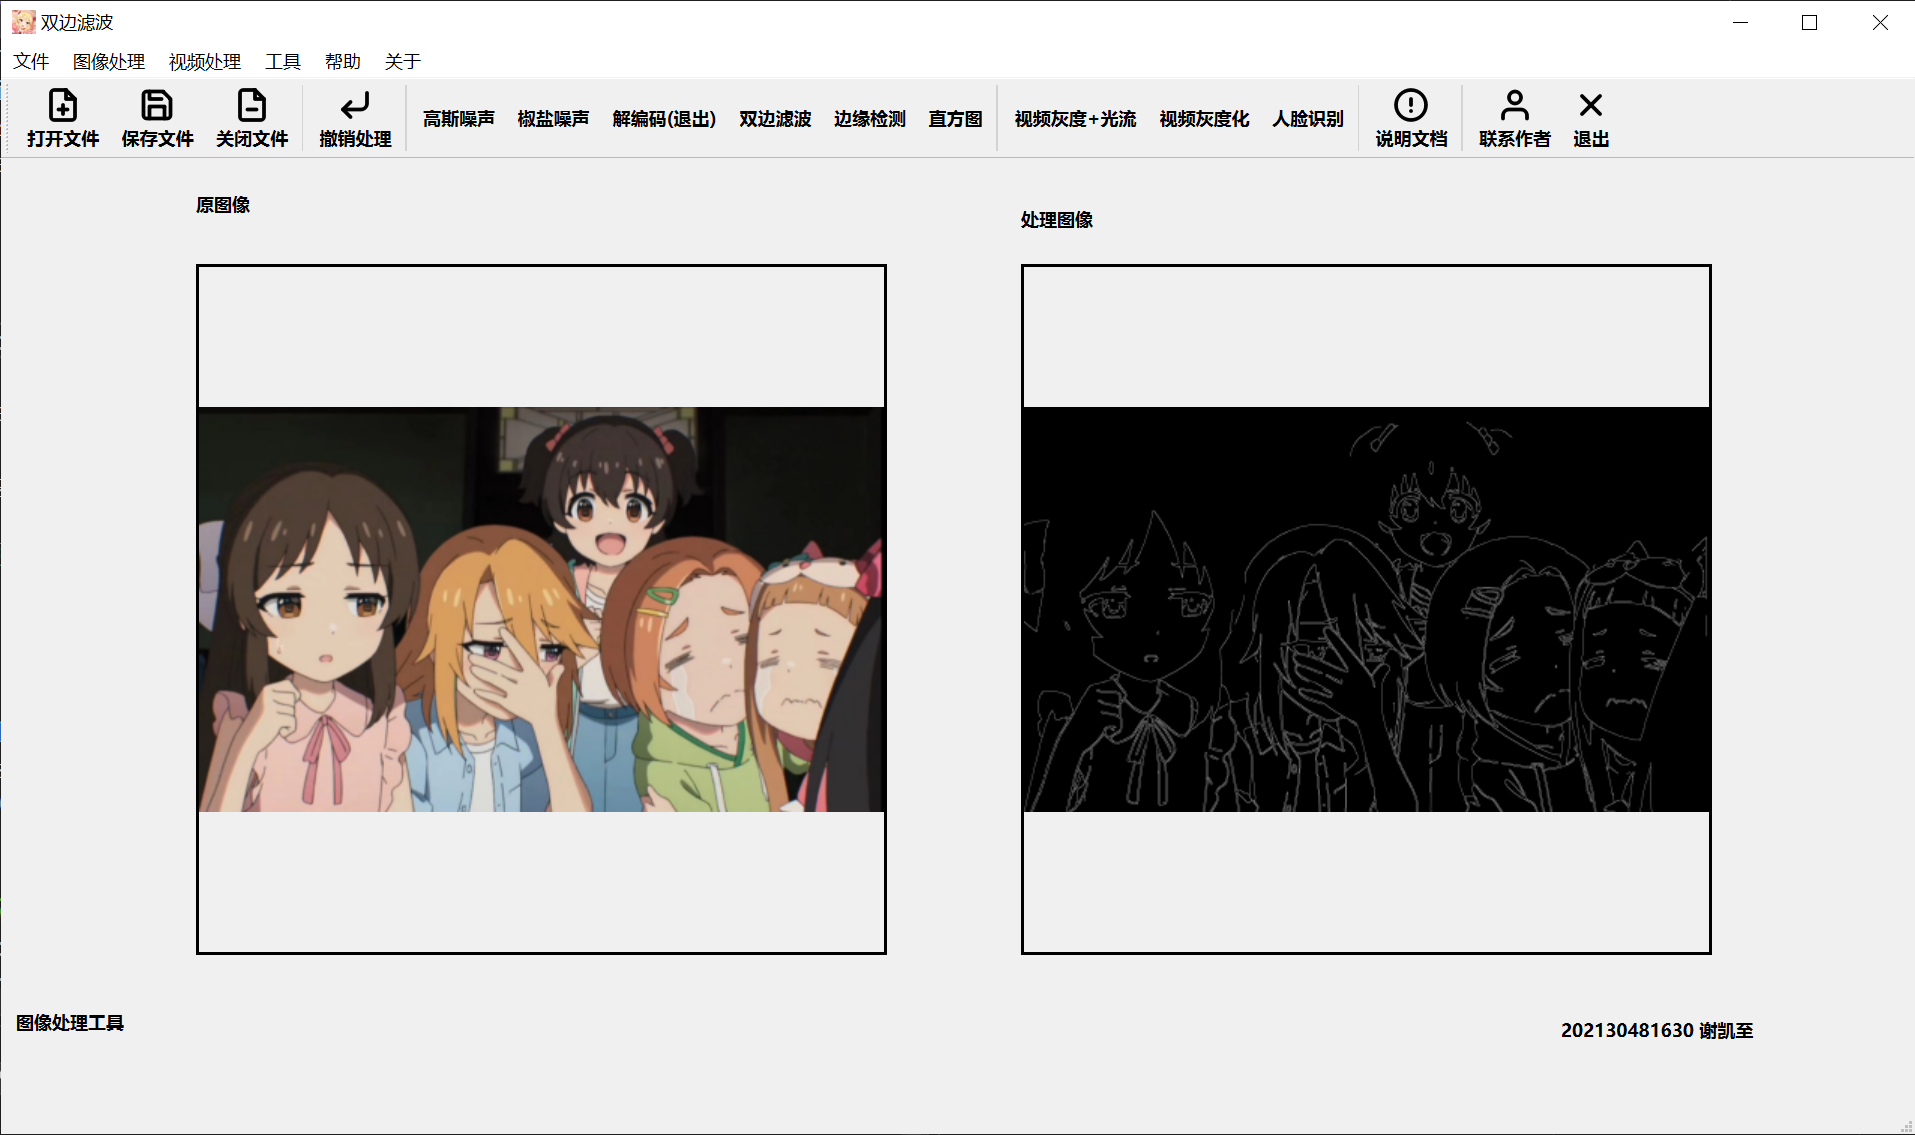 双边滤波
文件 图像处理 视频处理 工具 帮助 关于
打开文件 保存文件 关闭文件 撤销处理 高斯噪声 椒盐噪声 解编码(退出) 双边滤波 边缘检测 直方图 视频灰度+光流 视频灰度化 人脸识别 说明文档 联系作者 退出
原图像
处理图像
图像处理工具
202130481630 谢凯至